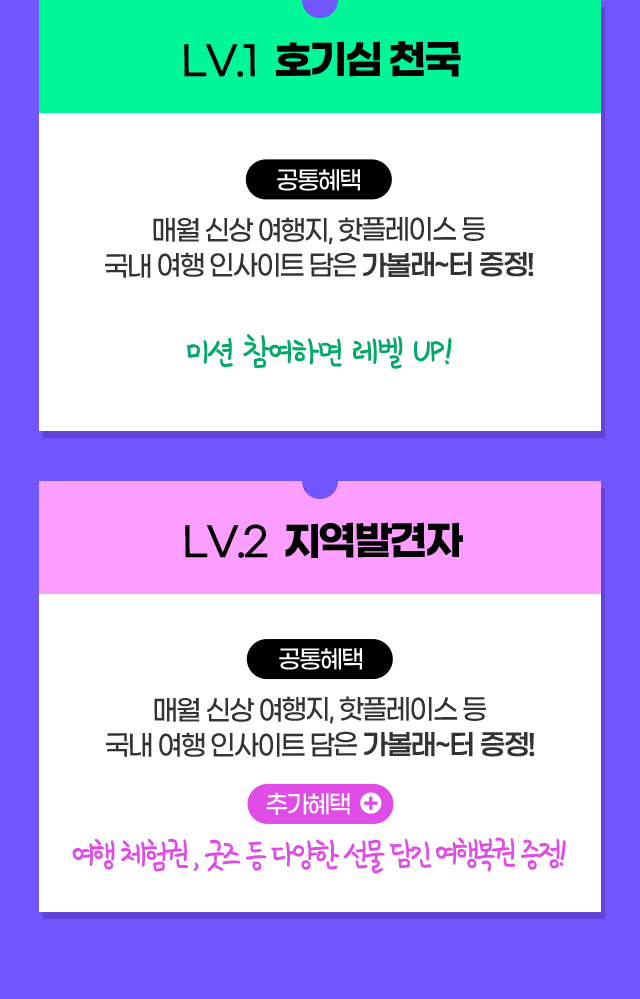 LV.1 호기심 천국
공통혜택
매월 신상 여행지, 핫플레이스 등
국내 여행 인사이트 담은 가볼래~터 증정!
미션 참여하면 레벨 UP!
LV.2 지역발견자
공통혜택
매월 신상 여행지, 핫플레이스 등
국내 여행 인사이트 담은 가볼래~터 증정!
추가혜택
여행 체험권, 굿즈 등 다양한 선물 담긴 여행복권 증정!